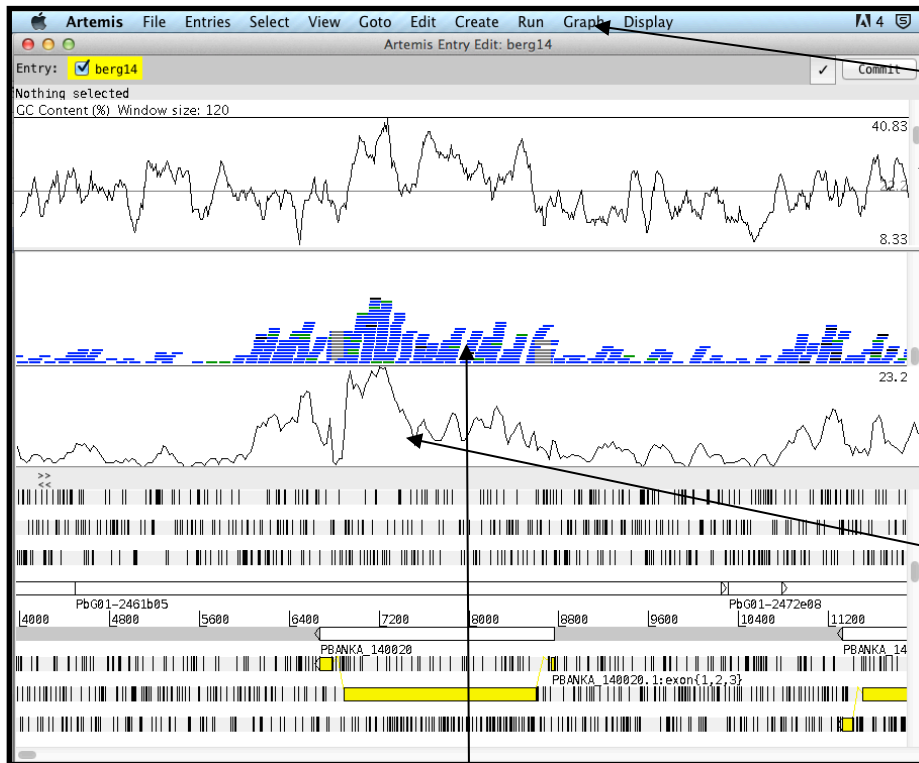 Artemis File Entries Select View Goto Edit Create Run Graph Display 4
Artemis Entry Edit: berg14
Entry: berg14 Commit
Nothing selected
GC Content (%) Window size: 120
40.83
8.33
23.2
>>
<<
PbG01-2461b05 PbG01-2472e08
4000 4800 5600 6400 7200 8000 8800 9600 10400 11200
PBANKA_140020 PBANKA_14
PBANKA_140020.1:exon{1,2,3}